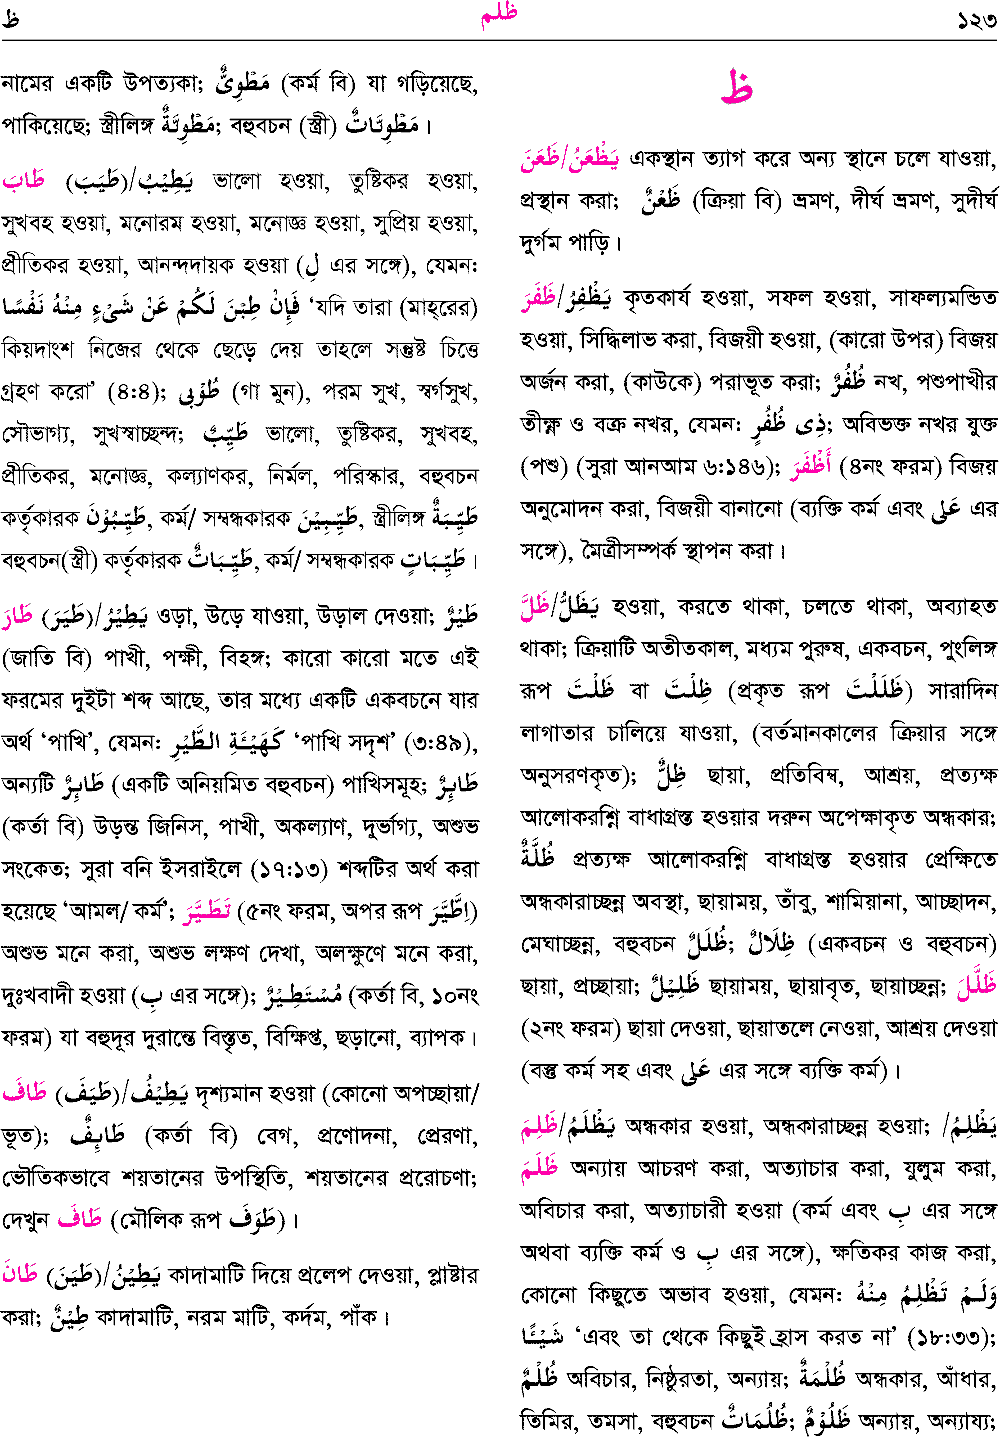 ظ ظلم ১২৩
নামের একটি উপত্যকা; مَطْوِىٌّ (কর্ম বি) যা গড়িয়েছে,
পাকিয়েছে; স্ত্রীলিঙ্গ مَطْوِيَّةٌ; বহুবচন (স্ত্রী) مَطْوِيَّاتٌ ।
طَابَ (طَيَبَ)/يَطِيْبُ ভালো হওয়া, তুষ্টিকর হওয়া,
সুখবহ হওয়া, মনোরম হওয়া, মনোজ্ঞ হওয়া, সুপ্রিয় হওয়া,
প্রীতিকর হওয়া, আনন্দদায়ক হওয়া (لِ এর সঙ্গে), যেমন:
فَإِنْ طِبْنَ لَكُمْ عَنْ شَىْءٍ مِنْهُ نَفْسًا ‘যদি তারা (মাহ্‌রের)
কিয়দাংশ নিজের থেকে ছেড়ে দেয় তাহলে সন্তুষ্ট চিত্তে
গ্রহণ করো’ (৪:৪); طُوْبٰى (গা মুন), পরম সুখ, স্বর্গসুখ,
সৌভাগ্য, সুখস্বাচ্ছন্দ; طَيِّبٌ ভালো, তুষ্টিকর, সুখবহ,
প্রীতিকর, মনোজ্ঞ, কল্যাণকর, নির্মল, পরিস্কার, বহুবচন
কর্তৃকারক طَيِّبُوْنَ, কর্ম/ সম্বন্ধকারক طَيِّبِيْنَ, স্ত্রীলিঙ্গ طَيِّبَةٌ
বহুবচন(স্ত্রী) কর্তৃকারক طَيِّبَاتٌ, কর্ম/ সম্বন্ধকারক طَيِّبَاتٍ ।
طَارَ (طَيَرَ)/يَطِيْرُ ওড়া, উড়ে যাওয়া, উড়াল দেওয়া; طَيْرٌ
(জাতি বি) পাখী, পক্ষী, বিহঙ্গ; কারো কারো মতে এই
ফরমের দুইটা শব্দ আছে, তার মধ্যে একটি একবচনে যার
অর্থ ‘পাখি’, যেমন: كَهَيْئَةِ الطَّيْرِ ‘পাখি সদৃশ’ (৩:৪৯),
অন্যটি طَايِرٌ (একটি অনিয়মিত বহুবচন) পাখিসমূহ; طَايِرٌ
(কর্তা বি) উড়ন্ত জিনিস, পাখী, অকল্যাণ, দুর্ভাগ্য, অশুভ
সংকেত; সুরা বনি ইসরাইলে (১৭:১৩) শব্দটির অর্থ করা
হয়েছে ‘আমল/ কর্ম’; تَطَيَّرَ (৫নং ফরম, অপর রূপ اِطَّيَّرَ)
অশুভ মনে করা, অশুভ লক্ষণ দেখা, অলক্ষুণে মনে করা,
দুঃখবাদী হওয়া (بِ এর সঙ্গে); مُسْتَطِيْرٌ (কর্তা বি, ১০নং
ফরম) যা বহুদূর দুরান্তে বিস্তৃত, বিক্ষিপ্ত, ছড়ানো, ব্যাপক ।
طَافَ (طَيَفَ)/يَطِيْفُ দৃশ্যমান হওয়া (কোনো অপচ্ছায়া/
ভূত); طَايِفٌ (কর্তা বি) বেগ, প্রণোদনা, প্রেরণা,
ভৌতিকভাবে শয়তানের উপস্থিতি, শয়তানের প্ররোচণা;
দেখুন طَافَ (মৌলিক রূপ طَوَفَ) ।
طَانَ (طَيَنَ)/يَطِيْنُ কাদামাটি দিয়ে প্রলেপ দেওয়া, প্লাষ্টার
করা; طِيْنٌ কাদামাটি, নরম মাটি, কর্দম, পাঁক ।
ظ
ظَعَنَ/يَظْعَنُ একস্থান ত্যাগ করে অন্য স্থানে চলে যাওয়া,
প্রস্থান করা; ظَعْنٌ (ক্রিয়া বি) ভ্রমণ, দীর্ঘ ভ্রমণ, সুদীর্ঘ
দুর্গম পাড়ি ।
ظَفَرَ/يَظْفِرُ কৃতকার্য হওয়া, সফল হওয়া, সাফল্যমন্ডিত
হওয়া, সিদ্ধিলাভ করা, বিজয়ী হওয়া, (কারো উপর) বিজয়
অর্জন করা, (কাউকে) পরাভূত করা; ظُفُرٌ নখ, পশুপাখীর
তীক্ষ্ণ ও বক্র নখর, যেমন: ذِى ظُفُرٍ; অবিভক্ত নখর যুক্ত
(পশু) (সুরা আনআম ৬:১৪৬); أَظْفَرَ (৪নং ফরম) বিজয়
অনুমোদন করা, বিজয়ী বানানো (ব্যক্তি কর্ম এবং عَلٰى এর
সঙ্গে), মৈত্রীসম্পর্ক স্থাপন করা ।
ظَلَّ/يَظَلُّ হওয়া, করতে থাকা, চলতে থাকা, অব্যাহত
থাকা; ক্রিয়াটি অতীতকাল, মধ্যম পুরুষ, একবচন, পুংলিঙ্গ
রূপ ظَلْتَ বা ظِلْتَ (প্রকৃত রূপ ظَلَلْتَ) সারাদিন
লাগাতার চালিয়ে যাওয়া, (বর্তমানকালের ক্রিয়ার সঙ্গে
অনুসরণকৃত); ظِلٌّ ছায়া, প্রতিবিম্ব, আশ্রয়, প্রত্যক্ষ
আলোকরশ্মি বাধাগ্রস্ত হওয়ার দরুন অপেক্ষাকৃত অন্ধকার;
ظُلَّةٌ প্রত্যক্ষ আলোকরশ্মি বাধাগ্রস্ত হওয়ার প্রেক্ষিতে
অন্ধকারাচ্ছন্ন অবস্থা, ছায়াময়, তাঁবু, শামিয়ানা, আচ্ছাদন,
মেঘাচ্ছন্ন, বহুবচন ظُلَلٌ; ظِلَالٌ (একবচন ও বহুবচন)
ছায়া, প্রচ্ছায়া; ظَلِيْلٌ ছায়াময়, ছায়াবৃত, ছায়াচ্ছন্ন; ظَلَّلَ
(২নং ফরম) ছায়া দেওয়া, ছায়াতলে নেওয়া, আশ্রয় দেওয়া
(বস্তু কর্ম সহ এবং عَلٰى এর সঙ্গে ব্যক্তি কর্ম) ।
ظَلِمَ/يَظْلَمُ অন্ধকার হওয়া, অন্ধকারাচ্ছন্ন হওয়া; /يَظْلِمُ
ظَلَمَ অন্যায় আচরণ করা, অত্যাচার করা, যুলুম করা,
অবিচার করা, অত্যাচারী হওয়া (কর্ম এবং بِ এর সঙ্গে
অথবা ব্যক্তি কর্ম ও بِ এর সঙ্গে), ক্ষতিকর কাজ করা,
কোনো কিছুতে অভাব হওয়া, যেমন: وَلَمْ تَظْلِمْ مِنْهُ
شَيْئًا ‘এবং তা থেকে কিছুই হ্রাস করত না’ (১৮:৩৩);
ظُلْمٌ অবিচার, নিষ্ঠুরতা, অন্যায়; ظُلْمَةٌ অন্ধকার, আঁধার,
তিমির, তমসা, বহুবচন ظُلُمَاتٌ; ظَلُوْمٌ অন্যায়, অন্যায্য;